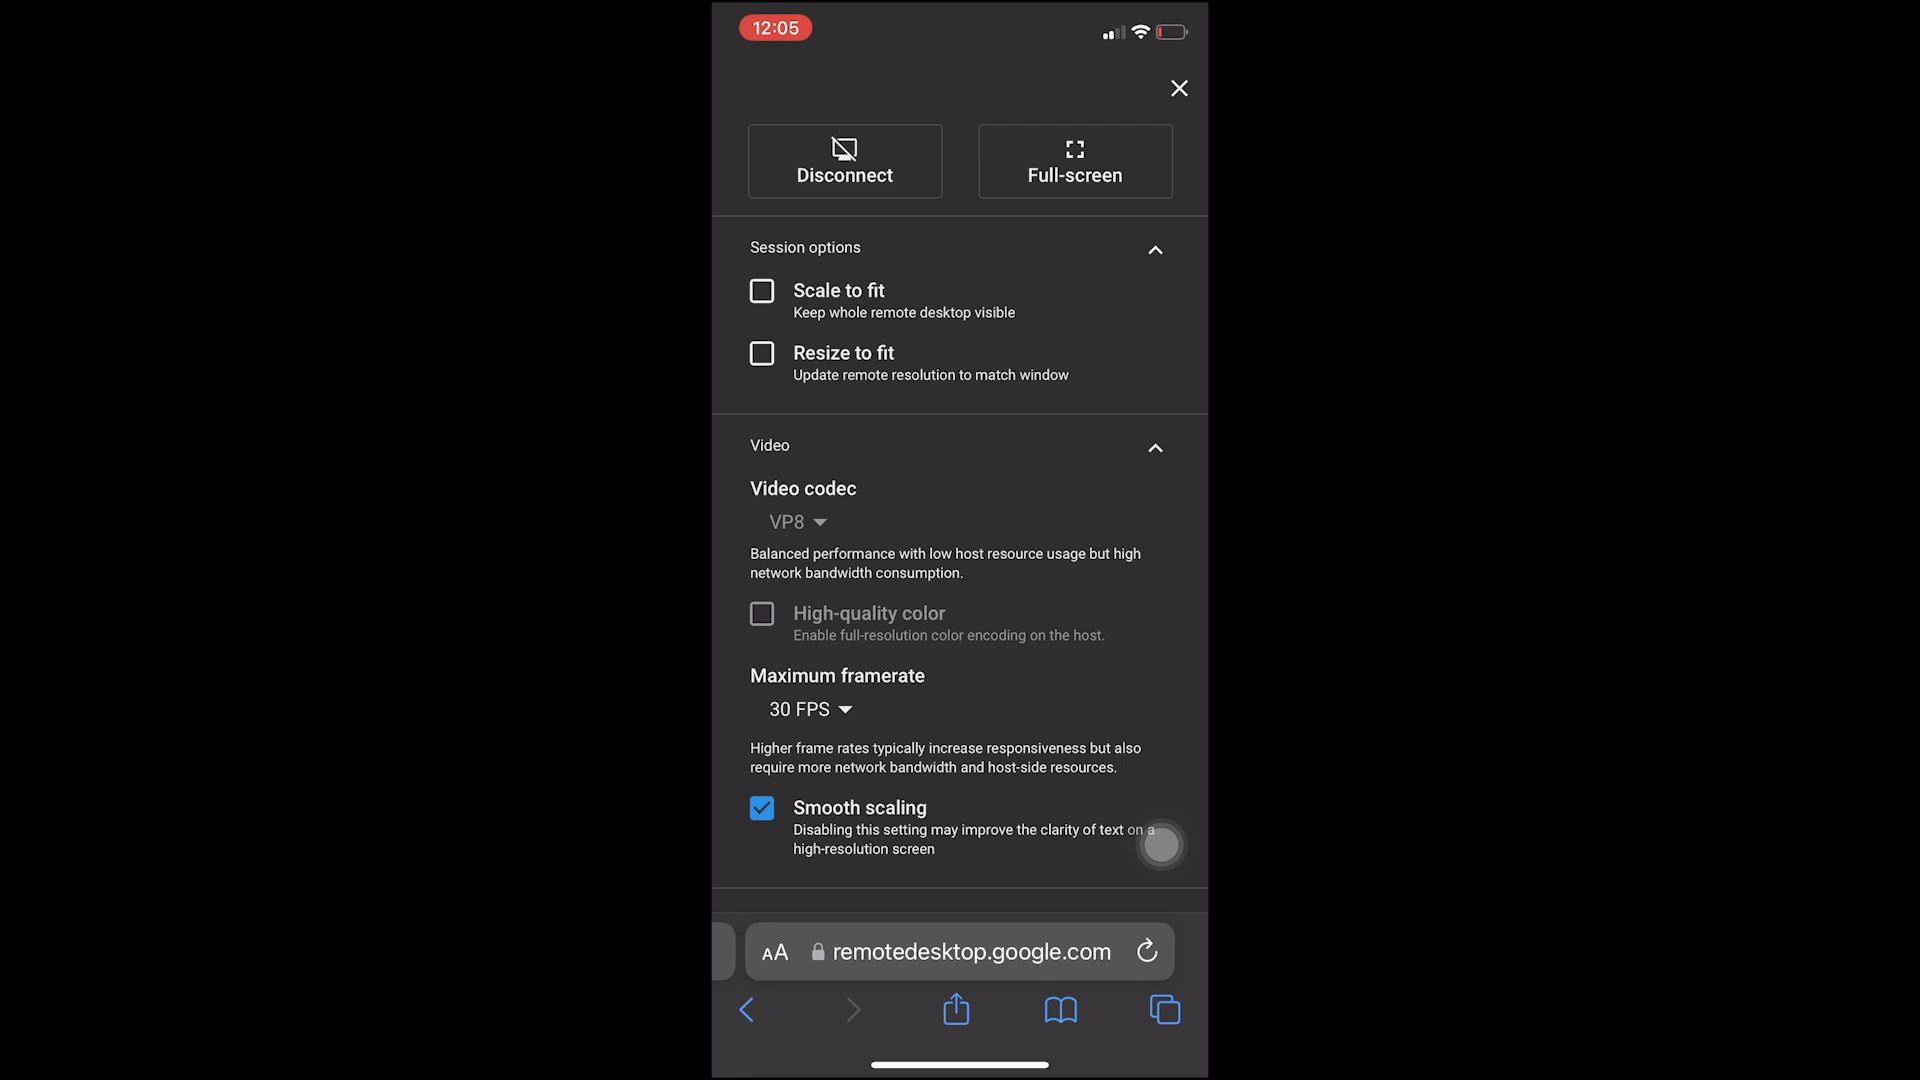 12:05
Disconnect
Full-screen
Session options
Scale to fit
Keep whole remote desktop visible
Resize to fit
Update remote resolution to match window
Video
Video codec
VP8
Balanced performance with low host resource usage but high
network bandwidth consumption.
High-quality color
Enable full-resolution color encoding on the host.
Maximum framerate
30 FPS
Higher frame rates typically increase responsiveness but also
require more network bandwidth and host-side resources.
Smooth scaling
Disabling this setting may improve the clarity of text on a
high-resolution screen
AA remotedesktop.google.com